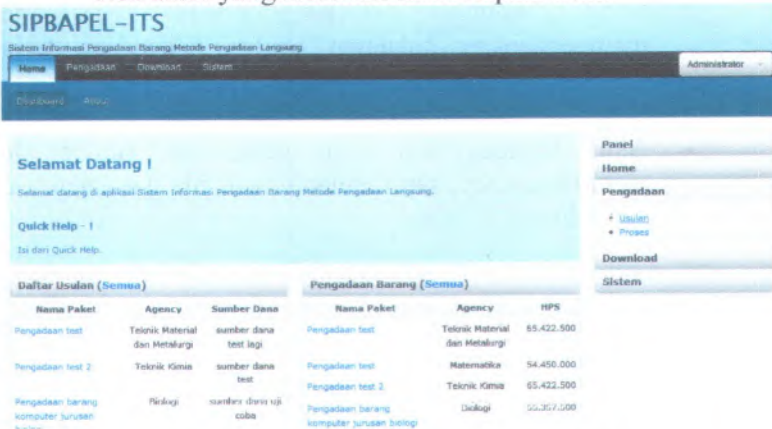 SIPBAPEL-ITS
Sistem Informasi Pengadaan Barang Metode Pengadaan Langsung
Home Pengadaan Download Sistem
Administrator
Dashboard About
Selamat Datang !
Selamat datang di aplikasi Sistem Informasi Pengadaan Barang Metode Pengadaan Langsung.
Quick Help - !
Isi dari Quick Help.
Panel
Home
Pengadaan
Usulan
Proses
Download
Sistem
Daftar Usulan (Semua)
Nama Paket Agency Sumber Dana
Pengadaan test Teknik Material sumber dana
dan Metalurgi test lagi
Pengadaan test 2 Teknik Kimia sumber dana
test
Pengadaan barang Biologi sumber dana uji
komputer jurusan coba
biologi
Pengadaan Barang (Semua)
Nama Paket Agency HPS
Pengadaan test Teknik Material 65.422.500
dan Metalurgi
Pengadaan test Matematika 54.450.000
Pengadaan test 2 Teknik Kimia 65.422.500
Pengadaan barang Biologi 55.357.500
komputer jurusan biologi